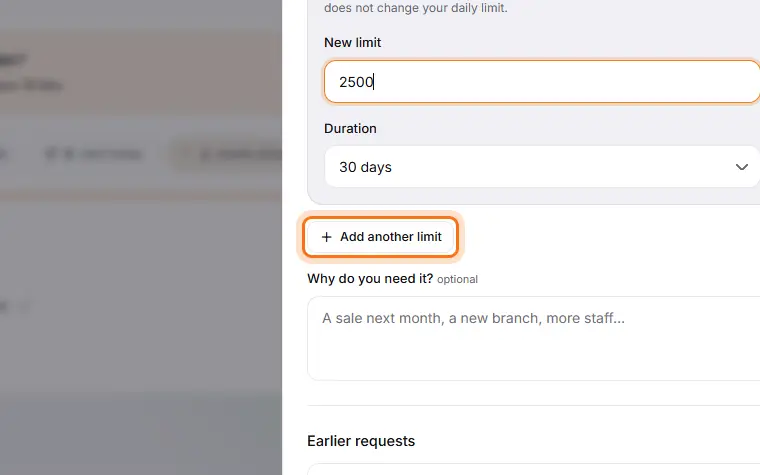 does not change your daily limit.
New limit
2500
Duration
30 days
+ Add another limit
Why do you need it? optional
A sale next month, a new branch, more staff...
Earlier requests